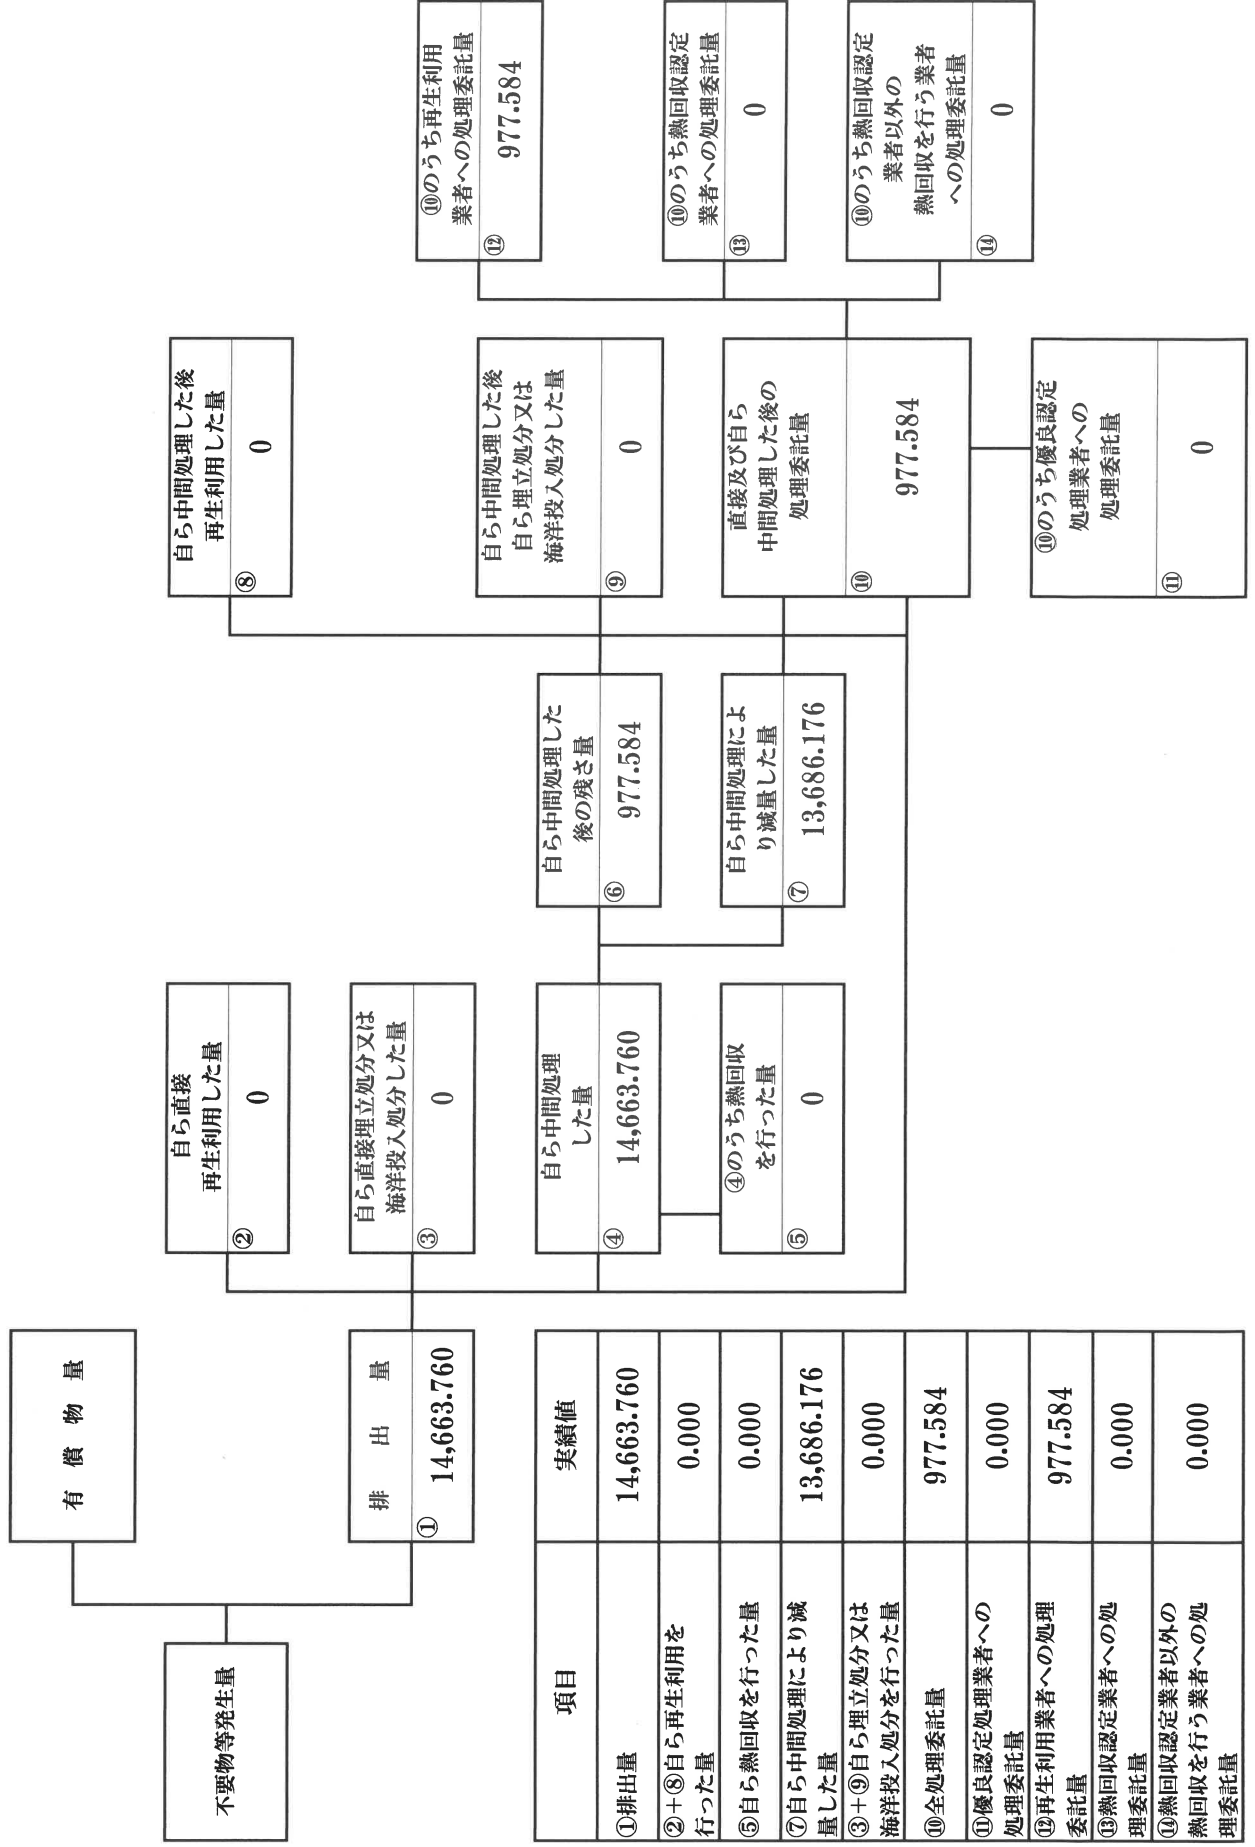 不要物等発生量
有償物量
排出量
① 14,663.760
自ら直接
再生利用した量
② 0
自ら直接埋立処分又は
海洋投入処分した量
③ 0
自ら中間処理
した量
④ 14,663.760
④のうち熱回収
を行った量
⑤ 0
自ら中間処理した
後の残さ量
⑥ 977.584
自ら中間処理によ
り減量した量
⑦ 13,686.176
自ら中間処理した後
再生利用した量
⑧ 0
自ら中間処理した後
自ら埋立処分又は
海洋投入処分した量
⑨ 0
直接及び自ら
中間処理した後の
処理委託量
⑩ 977.584
⑩のうち優良認定
処理業者への
処理委託量
⑪ 0
⑩のうち再生利用
業者への処理委託量
⑫ 977.584
⑩のうち熱回収認定
業者への処理委託量
⑬ 0
⑩のうち熱回収認定
業者以外の
熱回収を行う業者
への処理委託量
⑭ 0
項目 実績値
①排出量 14,663.760
②+⑧自ら再生利用を
行った量 0.000
⑤自ら熱回収を行った量 0.000
⑦自ら中間処理により減
量した量 13,686.176
③+⑨自ら埋立処分又は
海洋投入処分を行った量 0.000
⑩全処理委託量 977.584
⑪優良認定処理業者への
処理委託量 0.000
⑫再生利用業者への処理
委託量 977.584
⑬熱回収認定業者への処
理委託量 0.000
⑭熱回収認定業者以外の
熱回収を行う業者への処
理委託量 0.000